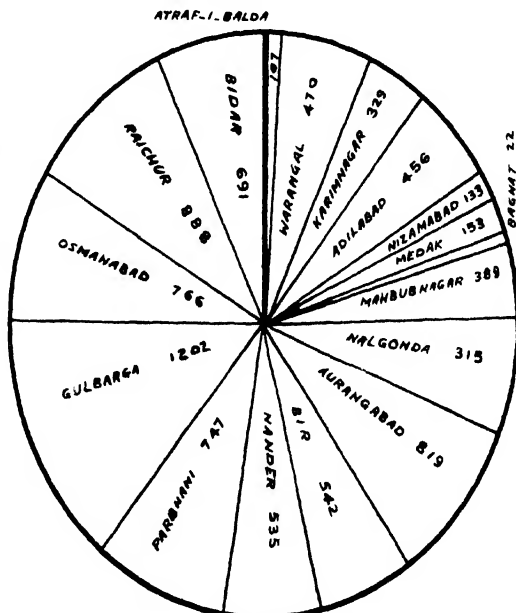 ATRAF-I-BALDA
107
WARANGAL 470
KARIMNAGAR 329
ADILABAD 456
NIZAMABAD 133
MEDAK 153
BAGHAT 22
MAHBUBNAGAR 389
NALGONDA 315
AURANGABAD 819
BIR 542
NANDER 535
PARBHANI 747
GULBARGA 1202
OSMANABAD 766
RAICHUR 888
BIDAR 691